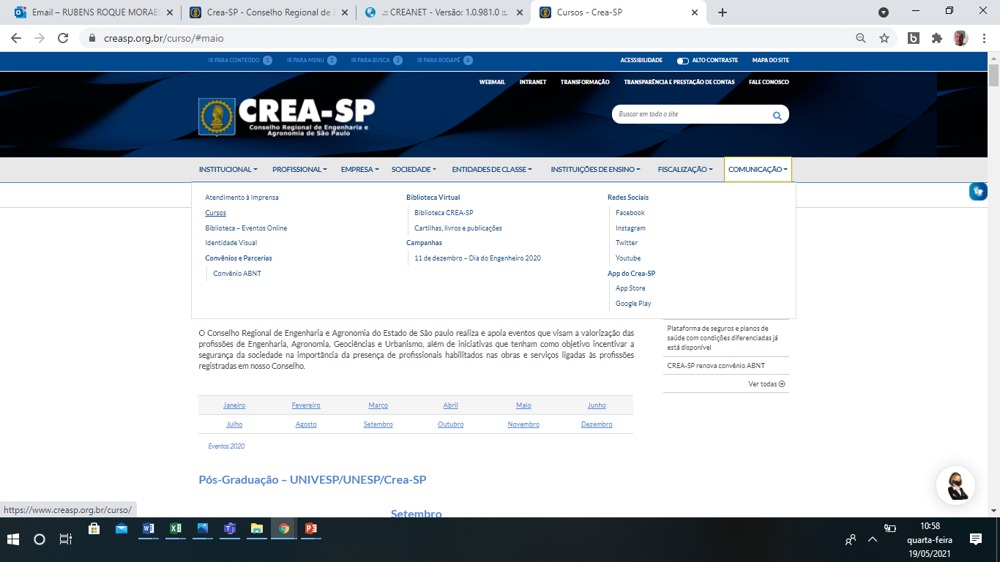 Email – RUBENS ROQUE MORAES
Crea-SP - Conselho Regional de E
.:: CREANET - Versão: 1.0.981.0 ::.
Cursos - Crea-SP
creasp.org.br/curso/#maio
IR PARA CONTEÚDO 1
IR PARA MENU 2
IR PARA BUSCA 3
IR PARA RODAPÉ 4
ACESSIBILIDADE
ALTO CONTRASTE
MAPA DO SITE
WEBMAIL
INTRANET
TRANSFORMAÇÃO
TRANSPARÊNCIA E PRESTAÇÃO DE CONTAS
FALE CONOSCO
CREA-SP
Conselho Regional de Engenharia e
Agronomia de São Paulo
Buscar em todo o site
INSTITUCIONAL
PROFISSIONAL
EMPRESA
SOCIEDADE
ENTIDADES DE CLASSE
INSTITUIÇÕES DE ENSINO
FISCALIZAÇÃO
COMUNICAÇÃO
Atendimento à Imprensa
Cursos
Biblioteca – Eventos Online
Identidade Visual
Convênios e Parcerias
Convênio ABNT
Biblioteca Virtual
Biblioteca CREA-SP
Cartilhas, livros e publicações
Campanhas
11 de dezembro – Dia do Engenheiro 2020
Redes Sociais
Facebook
Instagram
Twitter
Youtube
App do Crea-SP
App Store
Google Play
O Conselho Regional de Engenharia e Agronomia do Estado de São paulo realiza e apoia eventos que visam a valorização das
profissões de Engenharia, Agronomia, Geociências e Urbanismo, além de iniciativas que tenham como objetivo incentivar a
segurança da sociedade na importância da presença de profissionais habilitados nas obras e serviços ligadas às profissões
registradas em nosso Conselho.
Plataforma de seguros e planos de
saúde com condições diferenciadas já
está disponível
CREA-SP renova convênio ABNT
Ver todas
Janeiro Fevereiro Março Abril Maio Junho
Julho Agosto Setembro Outubro Novembro Dezembro
Eventos 2020
Pós-Graduação – UNIVESP/UNESP/Crea-SP
Setembro
https://www.creasp.org.br/curso/
10:58
quarta-feira
19/05/2021